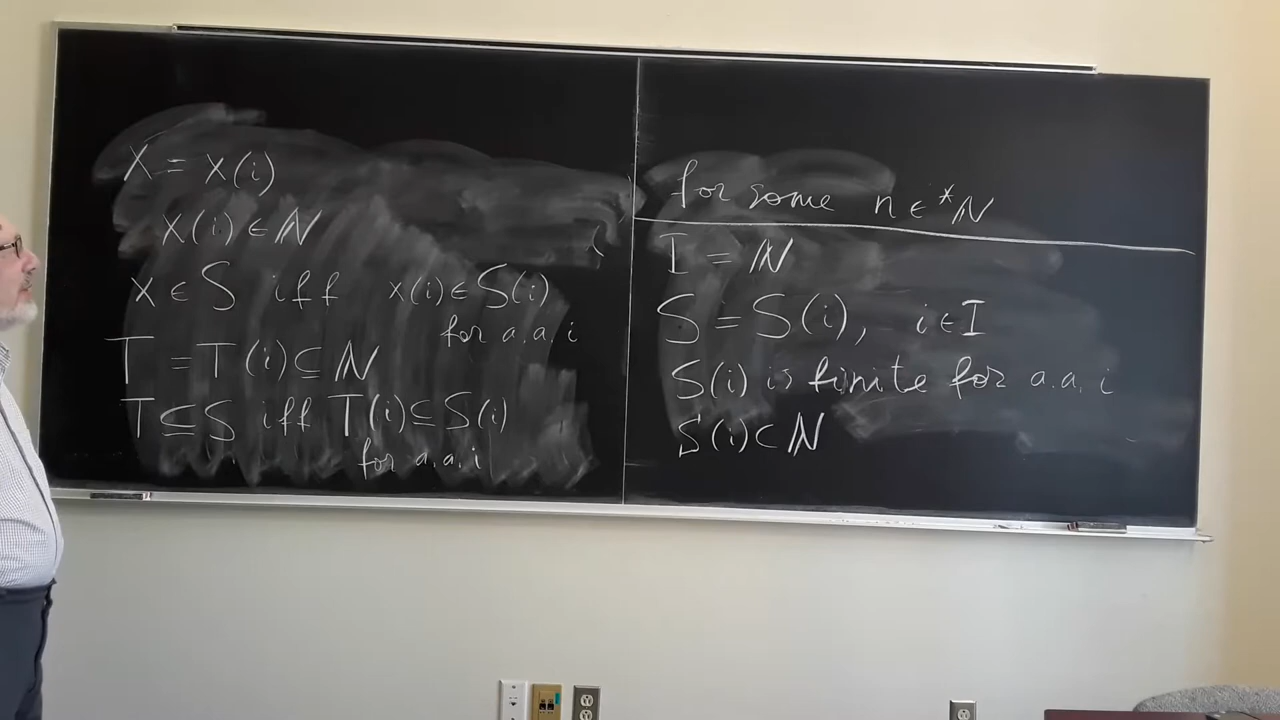 X = X(i)
X(i) ∈ ℕ
X ∈ S iff x(i) ∈ S(i)
for a.a. i
T = T(i) ⊆ ℕ
T ⊆ S iff T(i) ⊆ S(i)
for a.a. i
for some n ∈ *ℕ
I = ℕ
S = S(i), i ∈ I
S(i) is finite for a.a. i
S(i) ⊂ ℕ